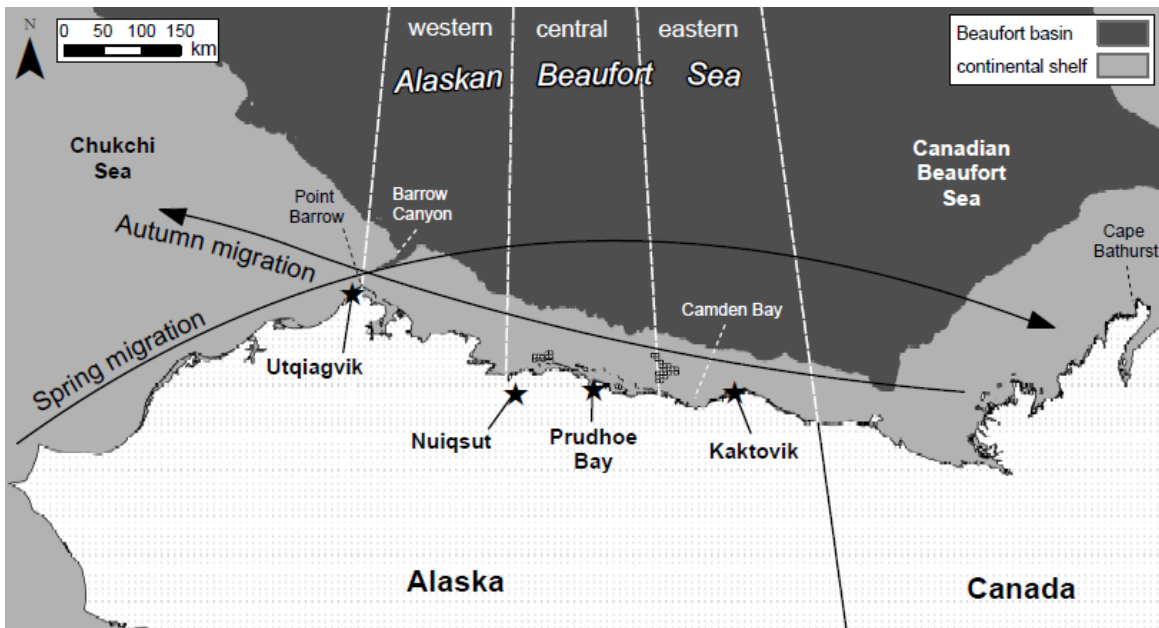 N
0 50 100 150
km
western central eastern
Alaskan Beaufort Sea
Beaufort basin
continental shelf
Chukchi
Sea
Canadian
Beaufort
Sea
Point
Barrow
Barrow
Canyon
Cape
Bathurst
Autumn migration
Spring migration
Camden Bay
Utqiagvik
Nuiqsut
Prudhoe
Bay
Kaktovik
Alaska
Canada